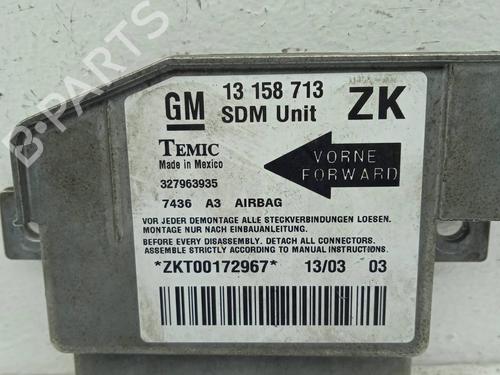 GM
13 158 713
SDM Unit
ZK
TEMIC
Made in Mexico
327963935
7436 A3 AIRBAG
VORNE
FORWARD
VOR JEDER DEMONTAGE ALLE STECKVERBINDUNGEN LOESEN.
MONTAGE NUR NACH EINBAUANLEITUNG.
BEFORE EVERY DISASSEMBLY. DETACH ALL CONNECTORS.
ASSEMBLE STRICTLY ACCORDING TO MANUAL INSTRUCTIONS.
*ZKT00172967* 13/03 03